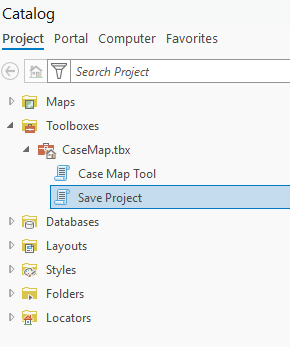 Catalog
Project Portal Computer Favorites
Search Project
Maps
Toolboxes
CaseMap.tbx
Case Map Tool
Save Project
Databases
Layouts
Styles
Folders
Locators